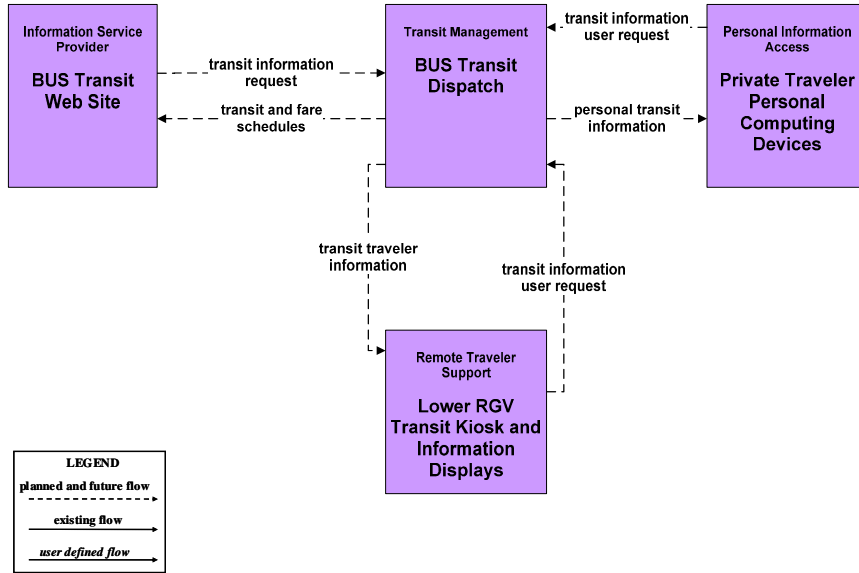 Information Service
Provider
BUS Transit
Web Site
transit information
request
transit and fare
schedules
Transit Management
BUS Transit
Dispatch
transit information
user request
personal transit
information
Personal Information
Access
Private Traveler
Personal
Computing
Devices
transit traveler
information
transit information
user request
Remote Traveler
Support
Lower RGV
Transit Kiosk and
Information
Displays
LEGEND
planned and future flow
existing flow
user defined flow